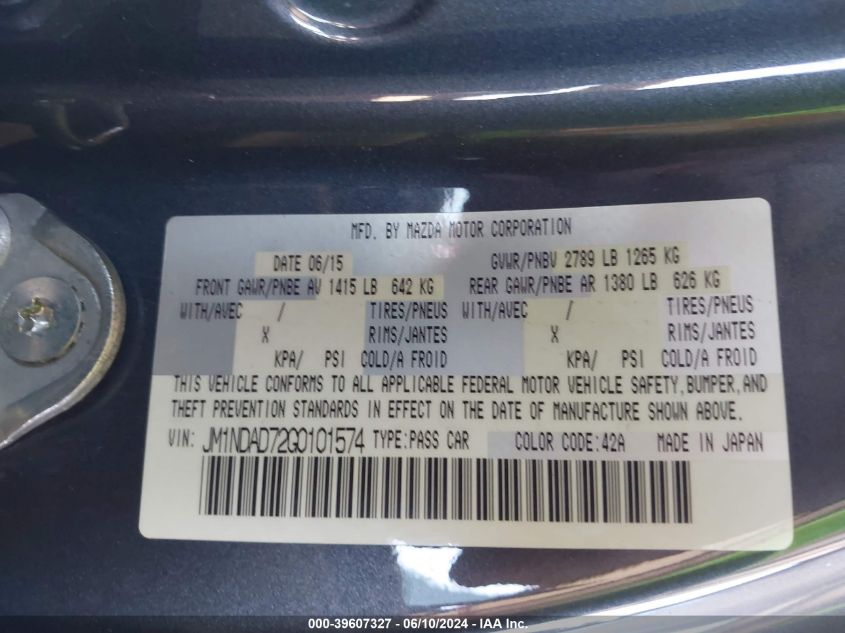 MFD. BY MAZDA MOTOR CORPORATION
DATE 06/15 GVWR/PNBV 2789 LB 1265 KG
FRONT GAWR/PNBE AV 1415 LB 642 KG REAR GAWR/PNBE AR 1380 LB 626 KG
WITH/AVEC / TIRES/PNEUS WITH/AVEC / TIRES/PNEUS
X RIMS/JANTES X RIMS/JANTES
KPA/ PSI COLD/A FROID KPA/ PSI COLD/A FROID
THIS VEHICLE CONFORMS TO ALL APPLICABLE FEDERAL MOTOR VEHICLE SAFETY,BUMPER,AND
THEFT PREVENTION STANDARDS IN EFFECT ON THE DATE OF MANUFACTURE SHOWN ABOVE.
VIN: JM1NDAD72G0101574 TYPE:PASS CAR COLOR CODE:42A MADE IN JAPAN
000-39607327 - 06/10/2024 - IAA Inc.